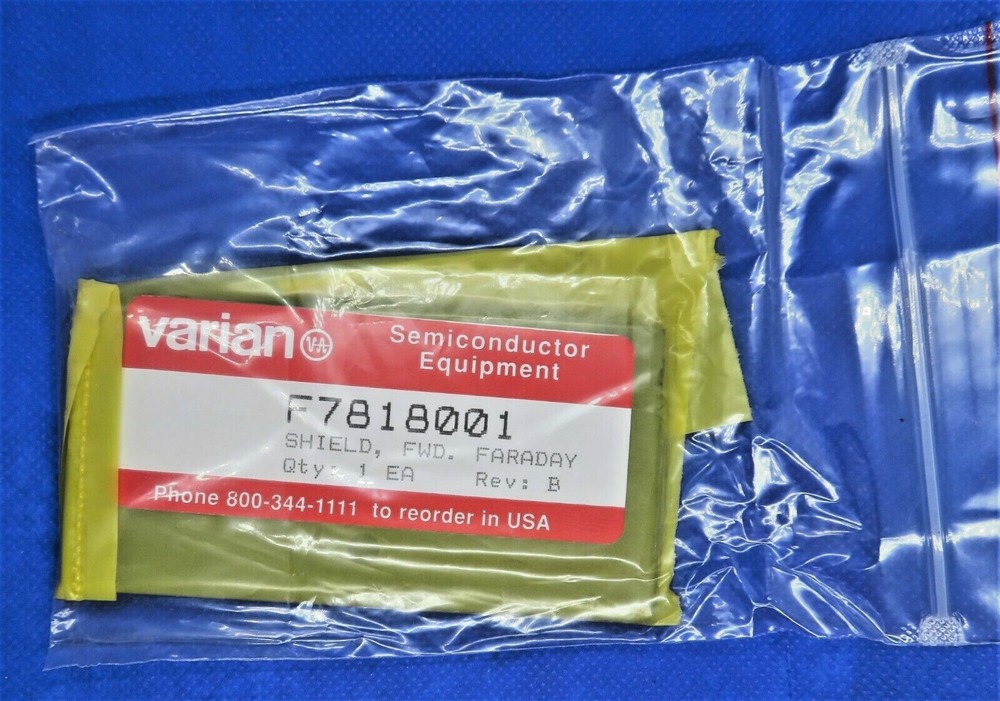 varian VA
Semiconductor
Equipment
F7818001
SHIELD, FWD. FARADAY
Qty: 1 EA Rev: B
Phone 800-344-1111 to reorder in USA